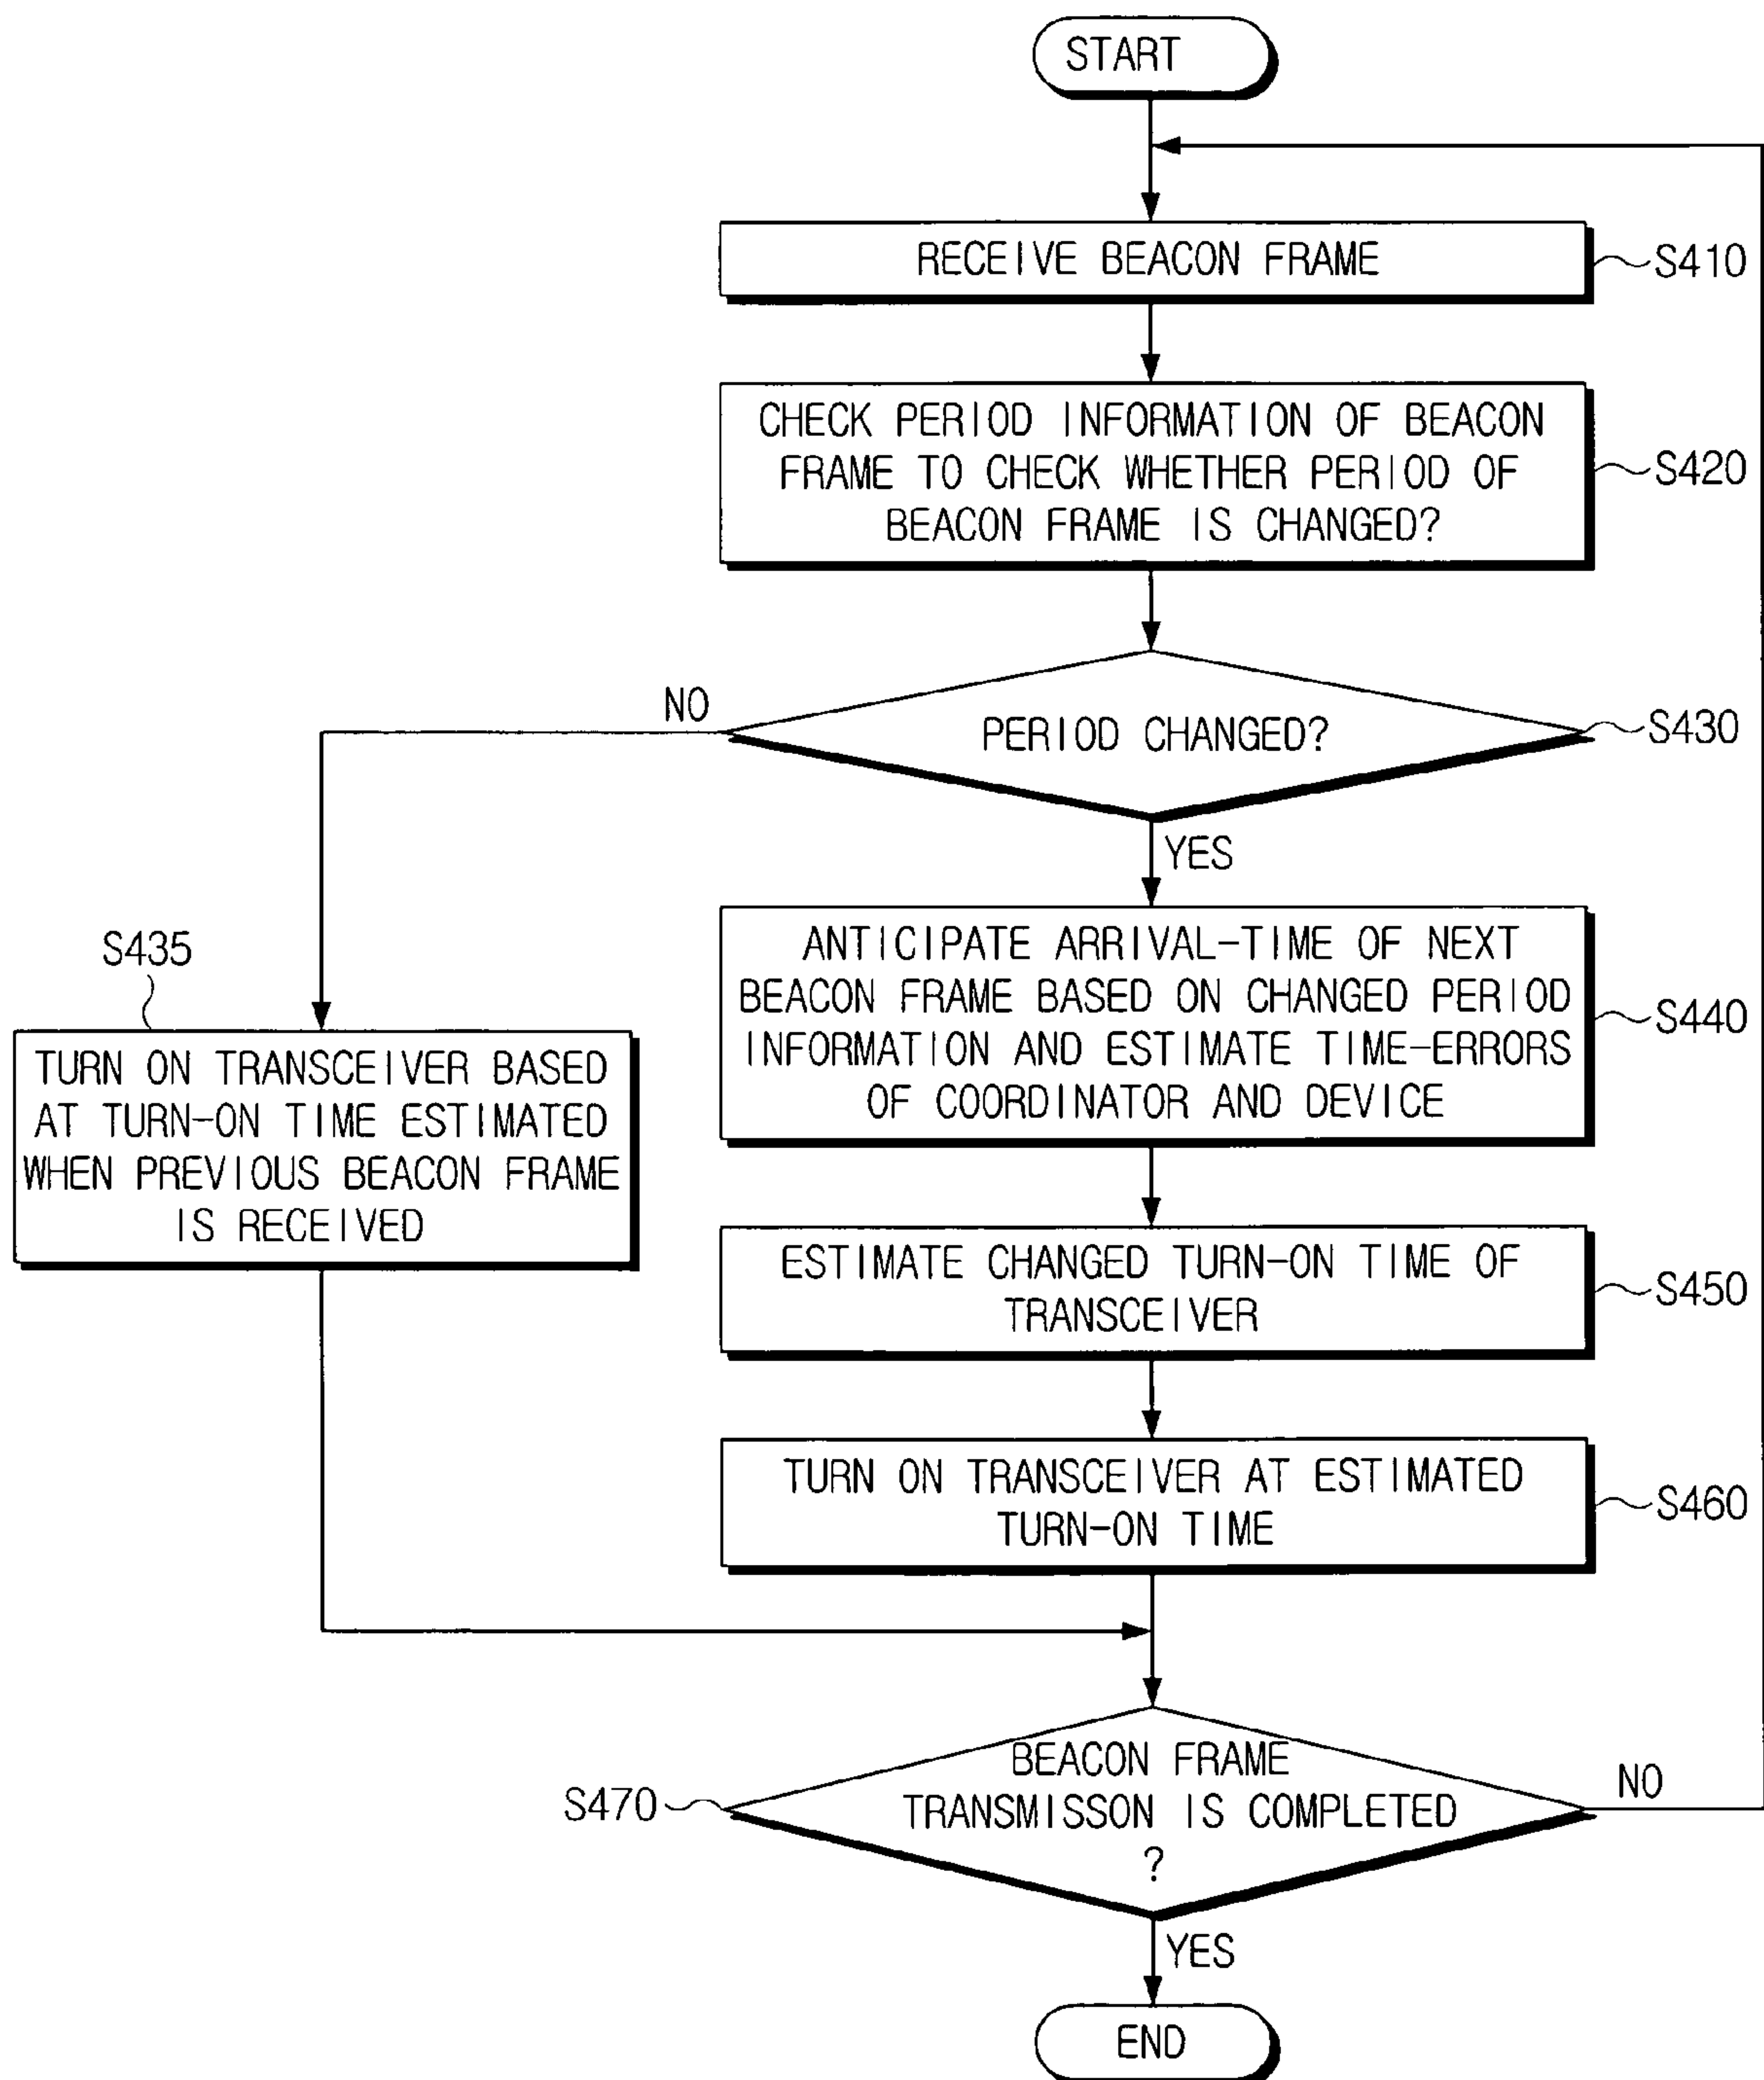 START
RECEIVE BEACON FRAME
S410
CHECK PERIOD INFORMATION OF BEACON
FRAME TO CHECK WHETHER PERIOD OF
BEACON FRAME IS CHANGED?
S420
PERIOD CHANGED?
S430
NO
YES
S435
TURN ON TRANSCEIVER BASED
AT TURN-ON TIME ESTIMATED
WHEN PREVIOUS BEACON FRAME
IS RECEIVED
ANTICIPATE ARRIVAL-TIME OF NEXT
BEACON FRAME BASED ON CHANGED PERIOD
INFORMATION AND ESTIMATE TIME-ERRORS
OF COORDINATOR AND DEVICE
S440
ESTIMATE CHANGED TURN-ON TIME OF
TRANSCEIVER
S450
TURN ON TRANSCEIVER AT ESTIMATED
TURN-ON TIME
S460
S470
BEACON FRAME
TRANSMISSON IS COMPLETED
?
NO
YES
END